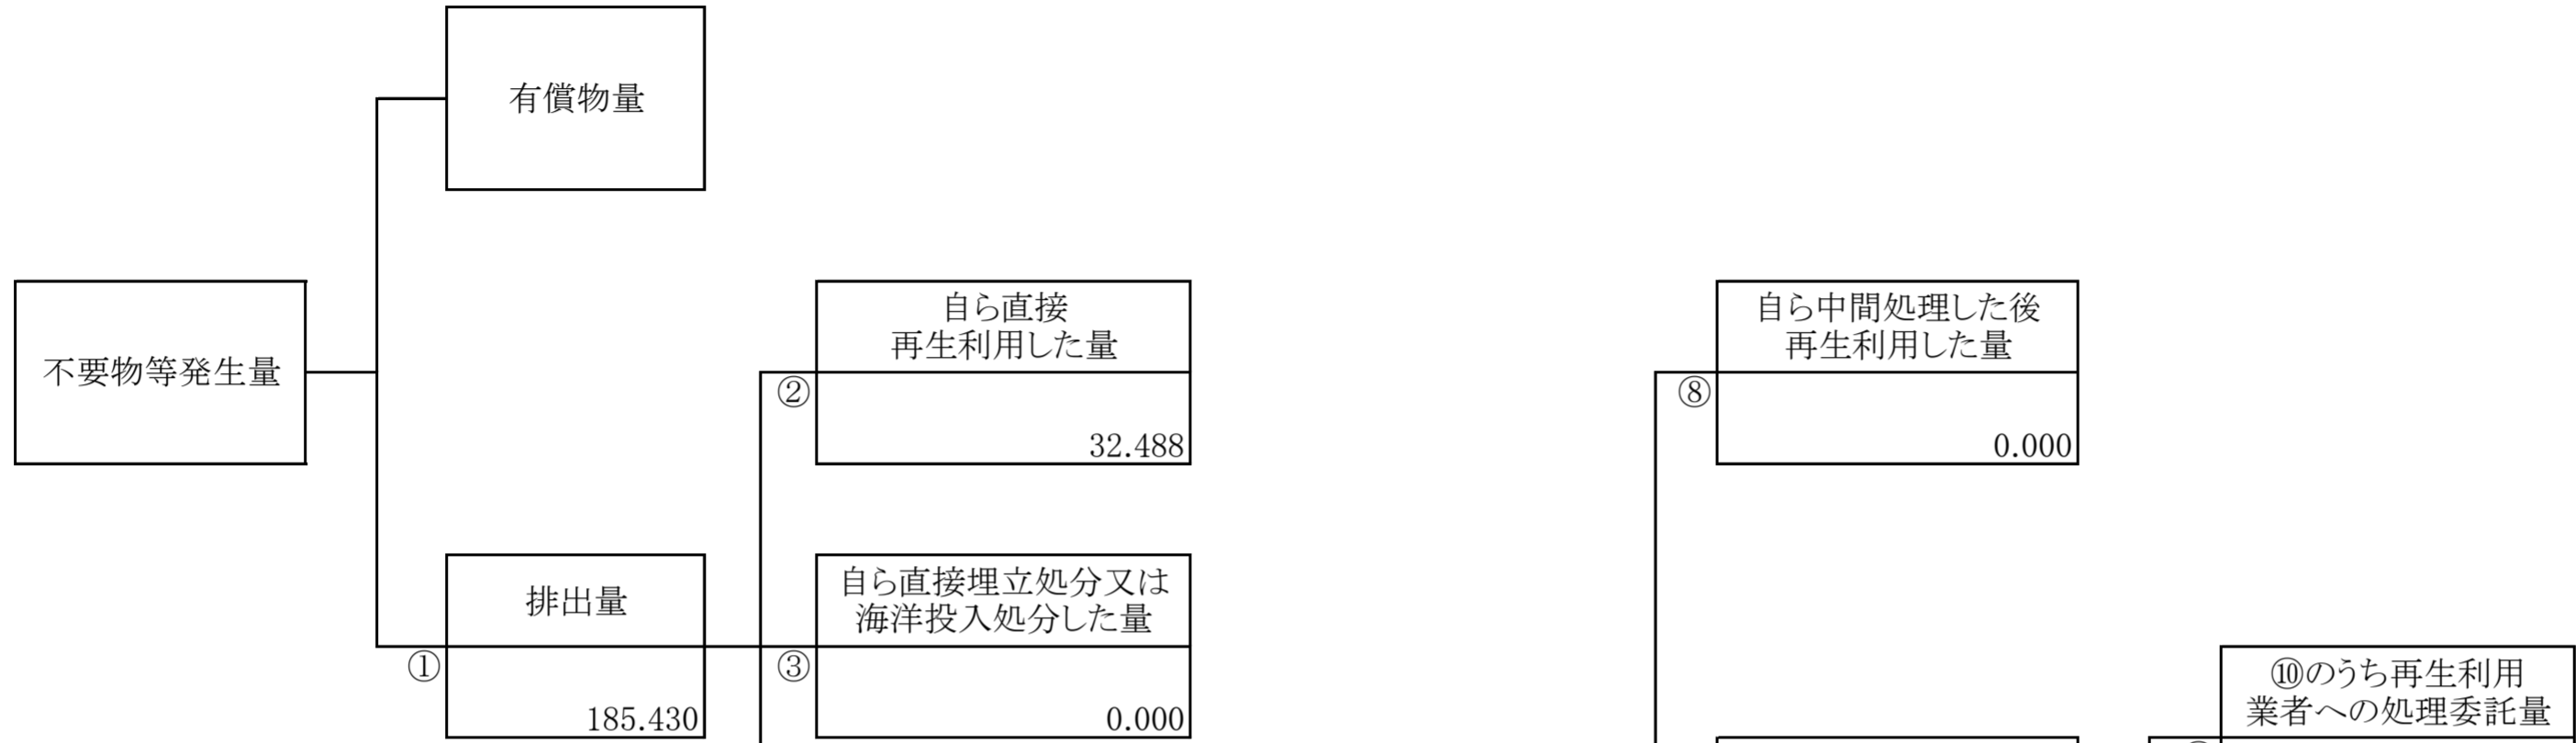 有償物量
不要物等発生量
自ら直接
再生利用した量
②
32.488
自ら中間処理した後
再生利用した量
⑧
0.000
排出量
①
185.430
自ら直接埋立処分又は
海洋投入処分した量
③
0.000
⑩のうち再生利用
業者への処理委託量